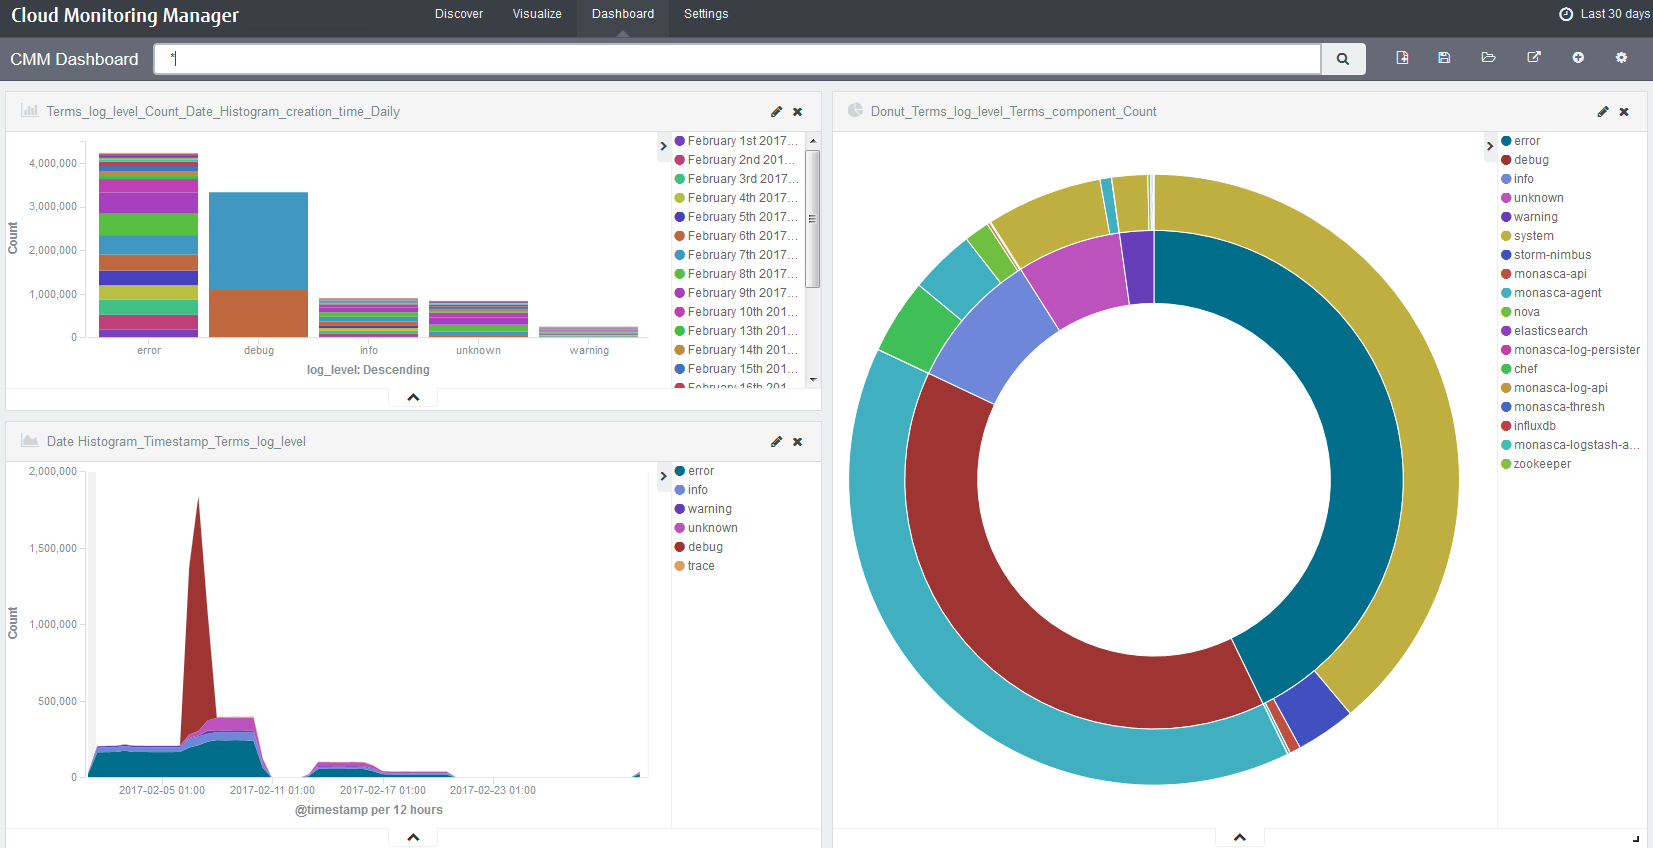 Cloud Monitoring Manager
Discover
Visualize
Dashboard
Settings
Last 30 days
CMM Dashboard
*
Terms_log_level_Count_Date_Histogram_creation_time_Daily
Count
4,000,000
3,000,000
2,000,000
1,000,000
0
error
debug
info
unknown
warning
log_level: Descending
February 1st 2017...
February 2nd 201...
February 3rd 2017...
February 4th 2017...
February 5th 2017...
February 6th 2017...
February 7th 2017...
February 8th 2017...
February 9th 2017...
February 10th 201...
February 13th 201...
February 14th 201...
February 15th 201...
February 16th 201...
Date Histogram_Timestamp_Terms_log_level
Count
2,000,000
1,500,000
1,000,000
500,000
0
2017-02-05 01:00
2017-02-11 01:00
2017-02-17 01:00
2017-02-23 01:00
@timestamp per 12 hours
error
info
warning
unknown
debug
trace
Donut_Terms_log_level_Terms_component_Count
error
debug
info
unknown
warning
system
storm-nimbus
monasca-api
monasca-agent
nova
elasticsearch
monasca-log-persister
chef
monasca-log-api
monasca-thresh
influxdb
monasca-logstash-a...
zookeeper